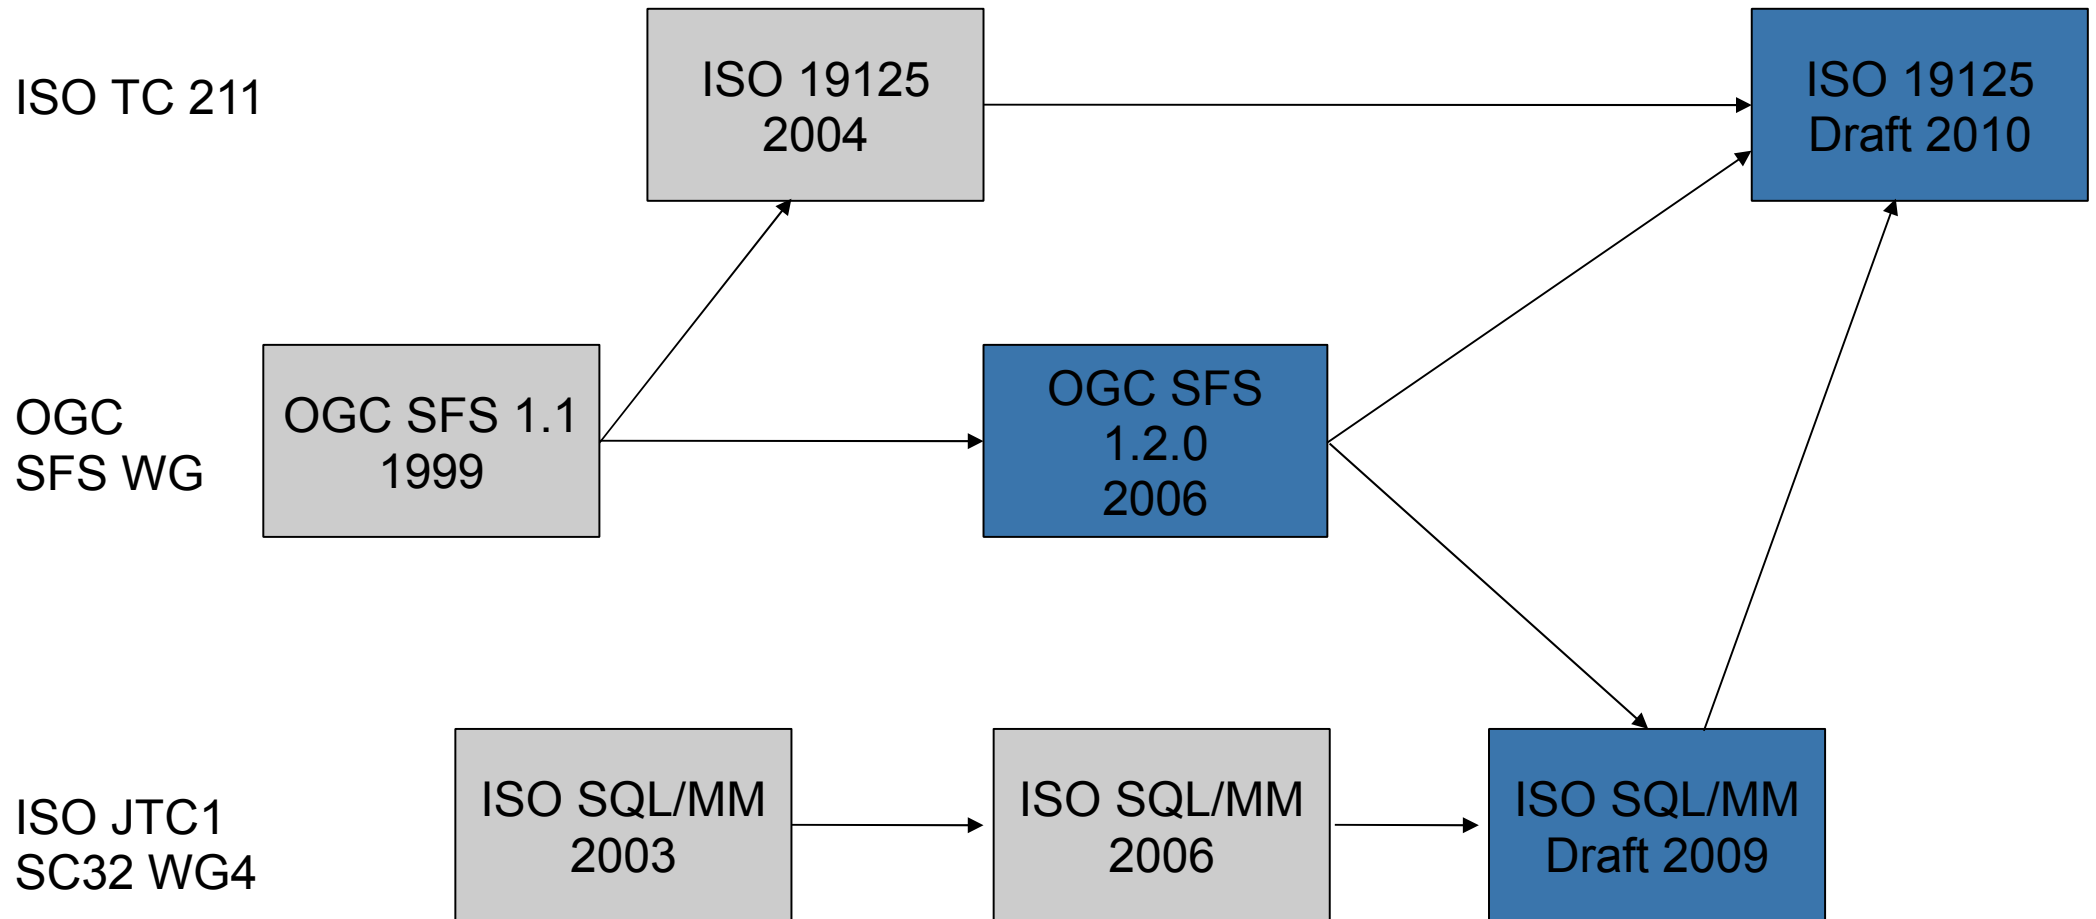 ISO TC 211
ISO 19125
2004
ISO 19125
Draft 2010
OGC
SFS WG
OGC SFS 1.1
1999
OGC SFS
1.2.0
2006
ISO JTC1
SC32 WG4
ISO SQL/MM
2003
ISO SQL/MM
2006
ISO SQL/MM
Draft 2009